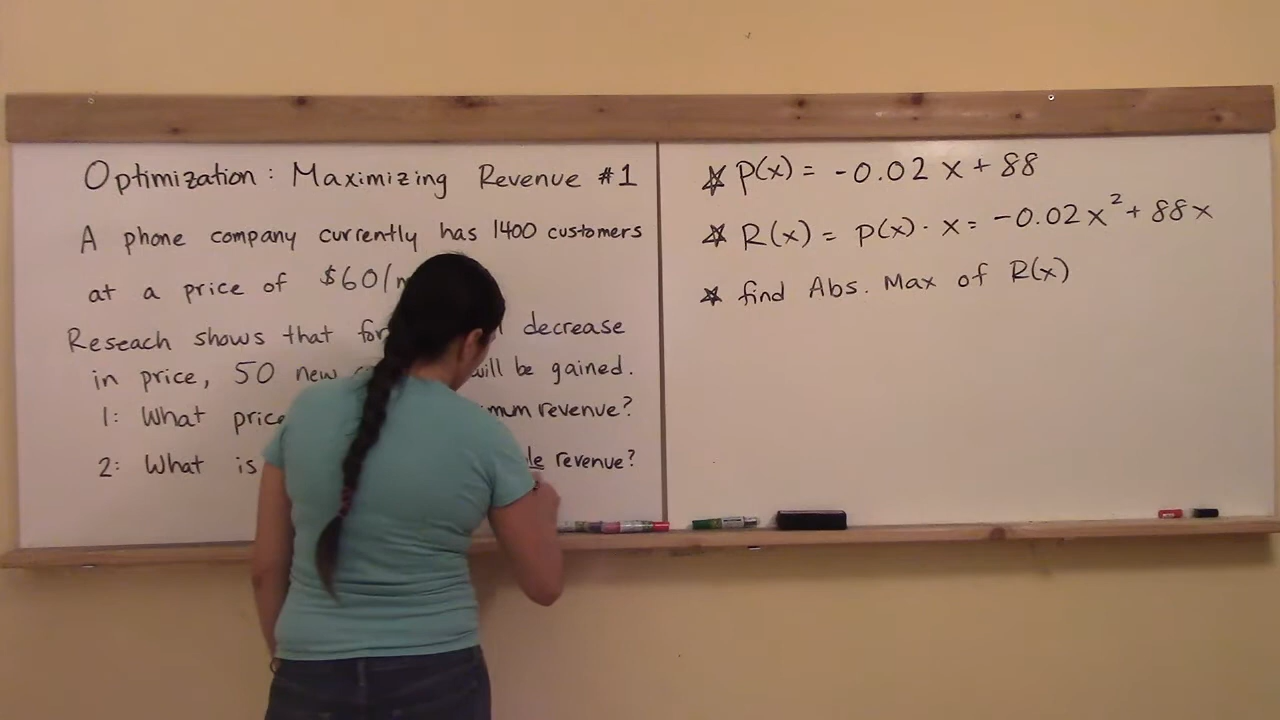 Optimization: Maximizing Revenue #1
A phone company currently has 1400 customers
at a price of $60/
Reseach shows that for decrease
in price, 50 new will be gained.
1: What price revenue?
2: What is revenue?
☆ p(x) = -0.02x + 88
☆ R(x) = p(x) · x = -0.02x² + 88x
☆ find Abs. Max of R(x)